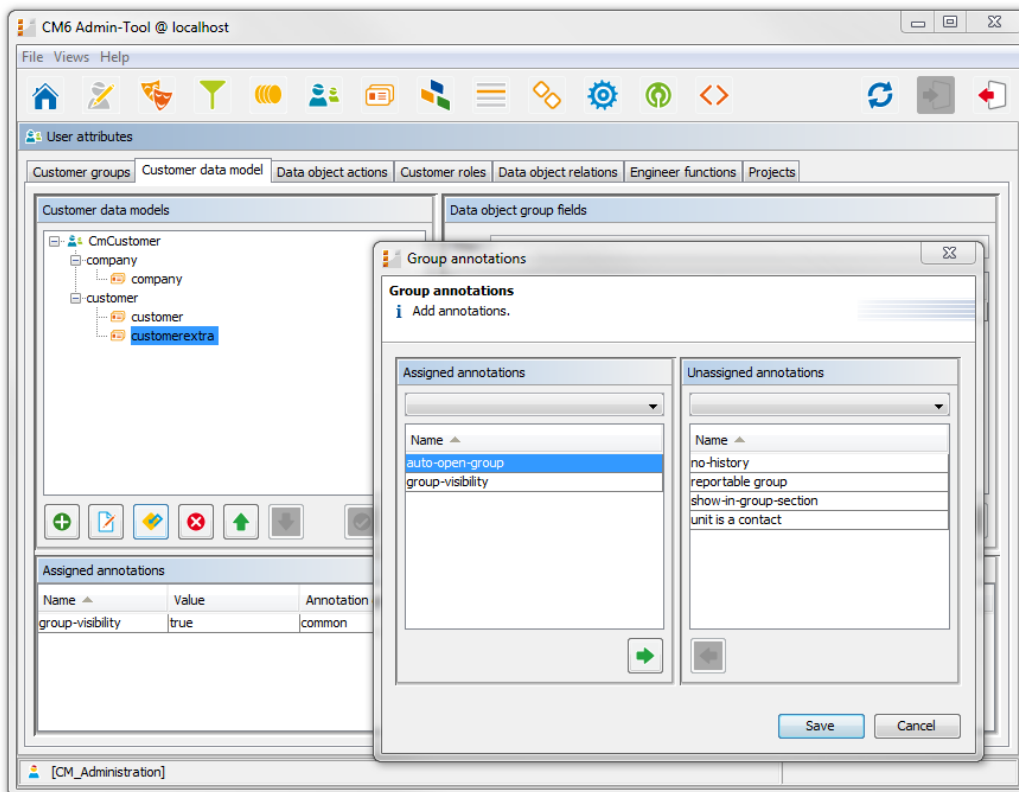 CM6 Admin-Tool @ localhost
File Views Help
User attributes
Customer groups Customer data model Data object actions Customer roles Data object relations Engineer functions Projects
Customer data models
CmCustomer
company
company
customer
customer
customerextra
Data object group fields
Assigned annotations
Name Value Annotation
group-visibility true common
Group annotations
Group annotations
Add annotations.
Assigned annotations
Name
auto-open-group
group-visibility
Unassigned annotations
Name
no-history
reportable group
show-in-group-section
unit is a contact
Save Cancel
[CM_Administration]